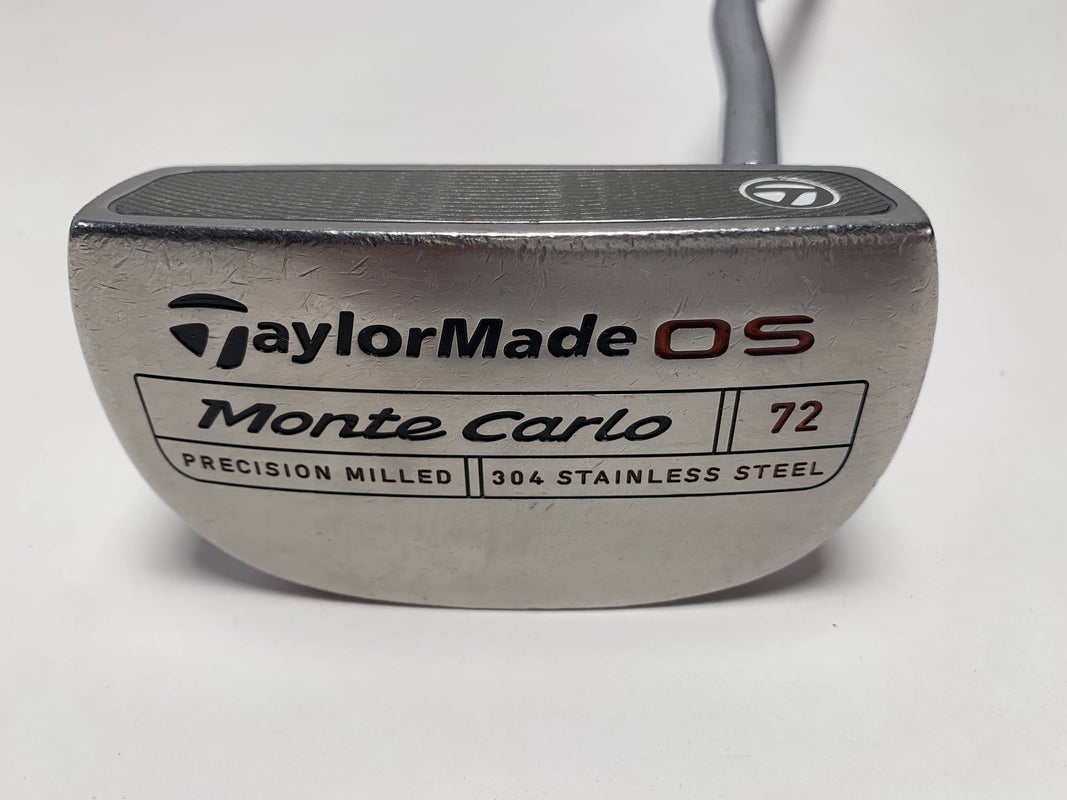 TaylorMade OS
Monte Carlo 72
PRECISION MILLED 304 STAINLESS STEEL